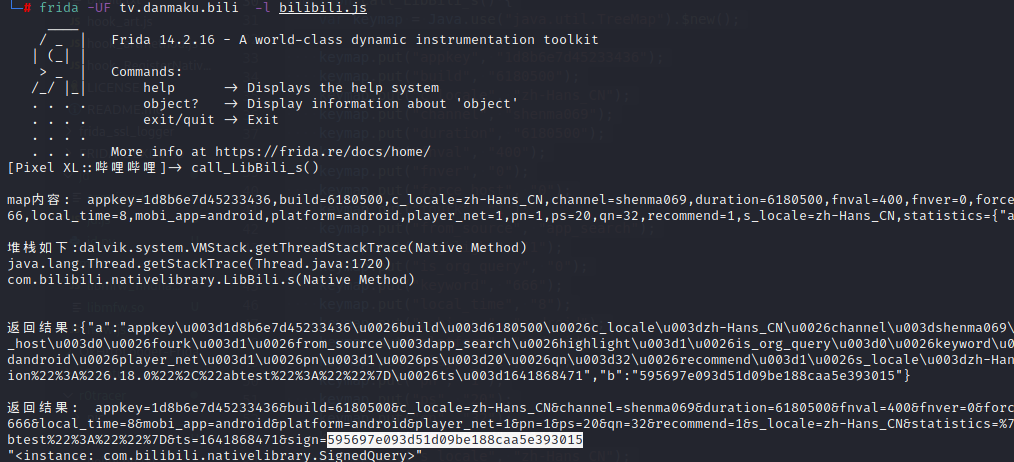 └─# frida -UF tv.danmaku.bili -l bilibili.js
     ____
    / _  |   Frida 14.2.16 - A world-class dynamic instrumentation toolkit
   | (_| |
    > _  |   Commands:
   /_/ |_|       help      -> Displays the help system
   . . . .       object?   -> Display information about 'object'
   . . . .       exit/quit -> Exit
   . . . .
   . . . .   More info at https://frida.re/docs/home/
[Pixel XL::哔哩哔哩]-> call_LibBili_s()
map内容: appkey=1d8b6e7d45233436,build=6180500,c_locale=zh-Hans_CN,channel=shenma069,duration=6180500,fnval=400,fnver=0,force
66,local_time=8,mobi_app=android,platform=android,player_net=1,pn=1,ps=20,qn=32,recommend=1,s_locale=zh-Hans_CN,statistics={"a
堆栈如下:dalvik.system.VMStack.getThreadStackTrace(Native Method)
java.lang.Thread.getStackTrace(Thread.java:1720)
com.bilibili.nativelibrary.LibBili.s(Native Method)
返回结果:{"a":"appkey\u003d1d8b6e7d45233436\u0026build\u003d6180500\u0026c_locale\u003dzh-Hans_CN\u0026channel\u003dshenma069\
_host\u003d0\u0026fourk\u003d1\u0026from_source\u003dapp_search\u0026highlight\u003d1\u0026is_org_query\u003d0\u0026keyword\u0
dandroid\u0026player_net\u003d1\u0026pn\u003d1\u0026ps\u003d20\u0026qn\u003d32\u0026recommend\u003d1\u0026s_locale\u003dzh-Han
ion%22%3A%226.18.0%22%2C%22abtest%22%3A%22%22%7D\u0026ts\u003d1641868471","b":"595697e093d51d09be188caa5e393015"}
返回结果: appkey=1d8b6e7d45233436&build=6180500&c_locale=zh-Hans_CN&channel=shenma069&duration=6180500&fnval=400&fnver=0&forc
666&local_time=8&mobi_app=android&platform=android&player_net=1&pn=1&ps=20&qn=32&recommend=1&s_locale=zh-Hans_CN&statistics=%7
btest%22%3A%22%22%7D&ts=1641868471&sign=595697e093d51d09be188caa5e393015
"<instance: com.bilibili.nativelibrary.SignedQuery>"